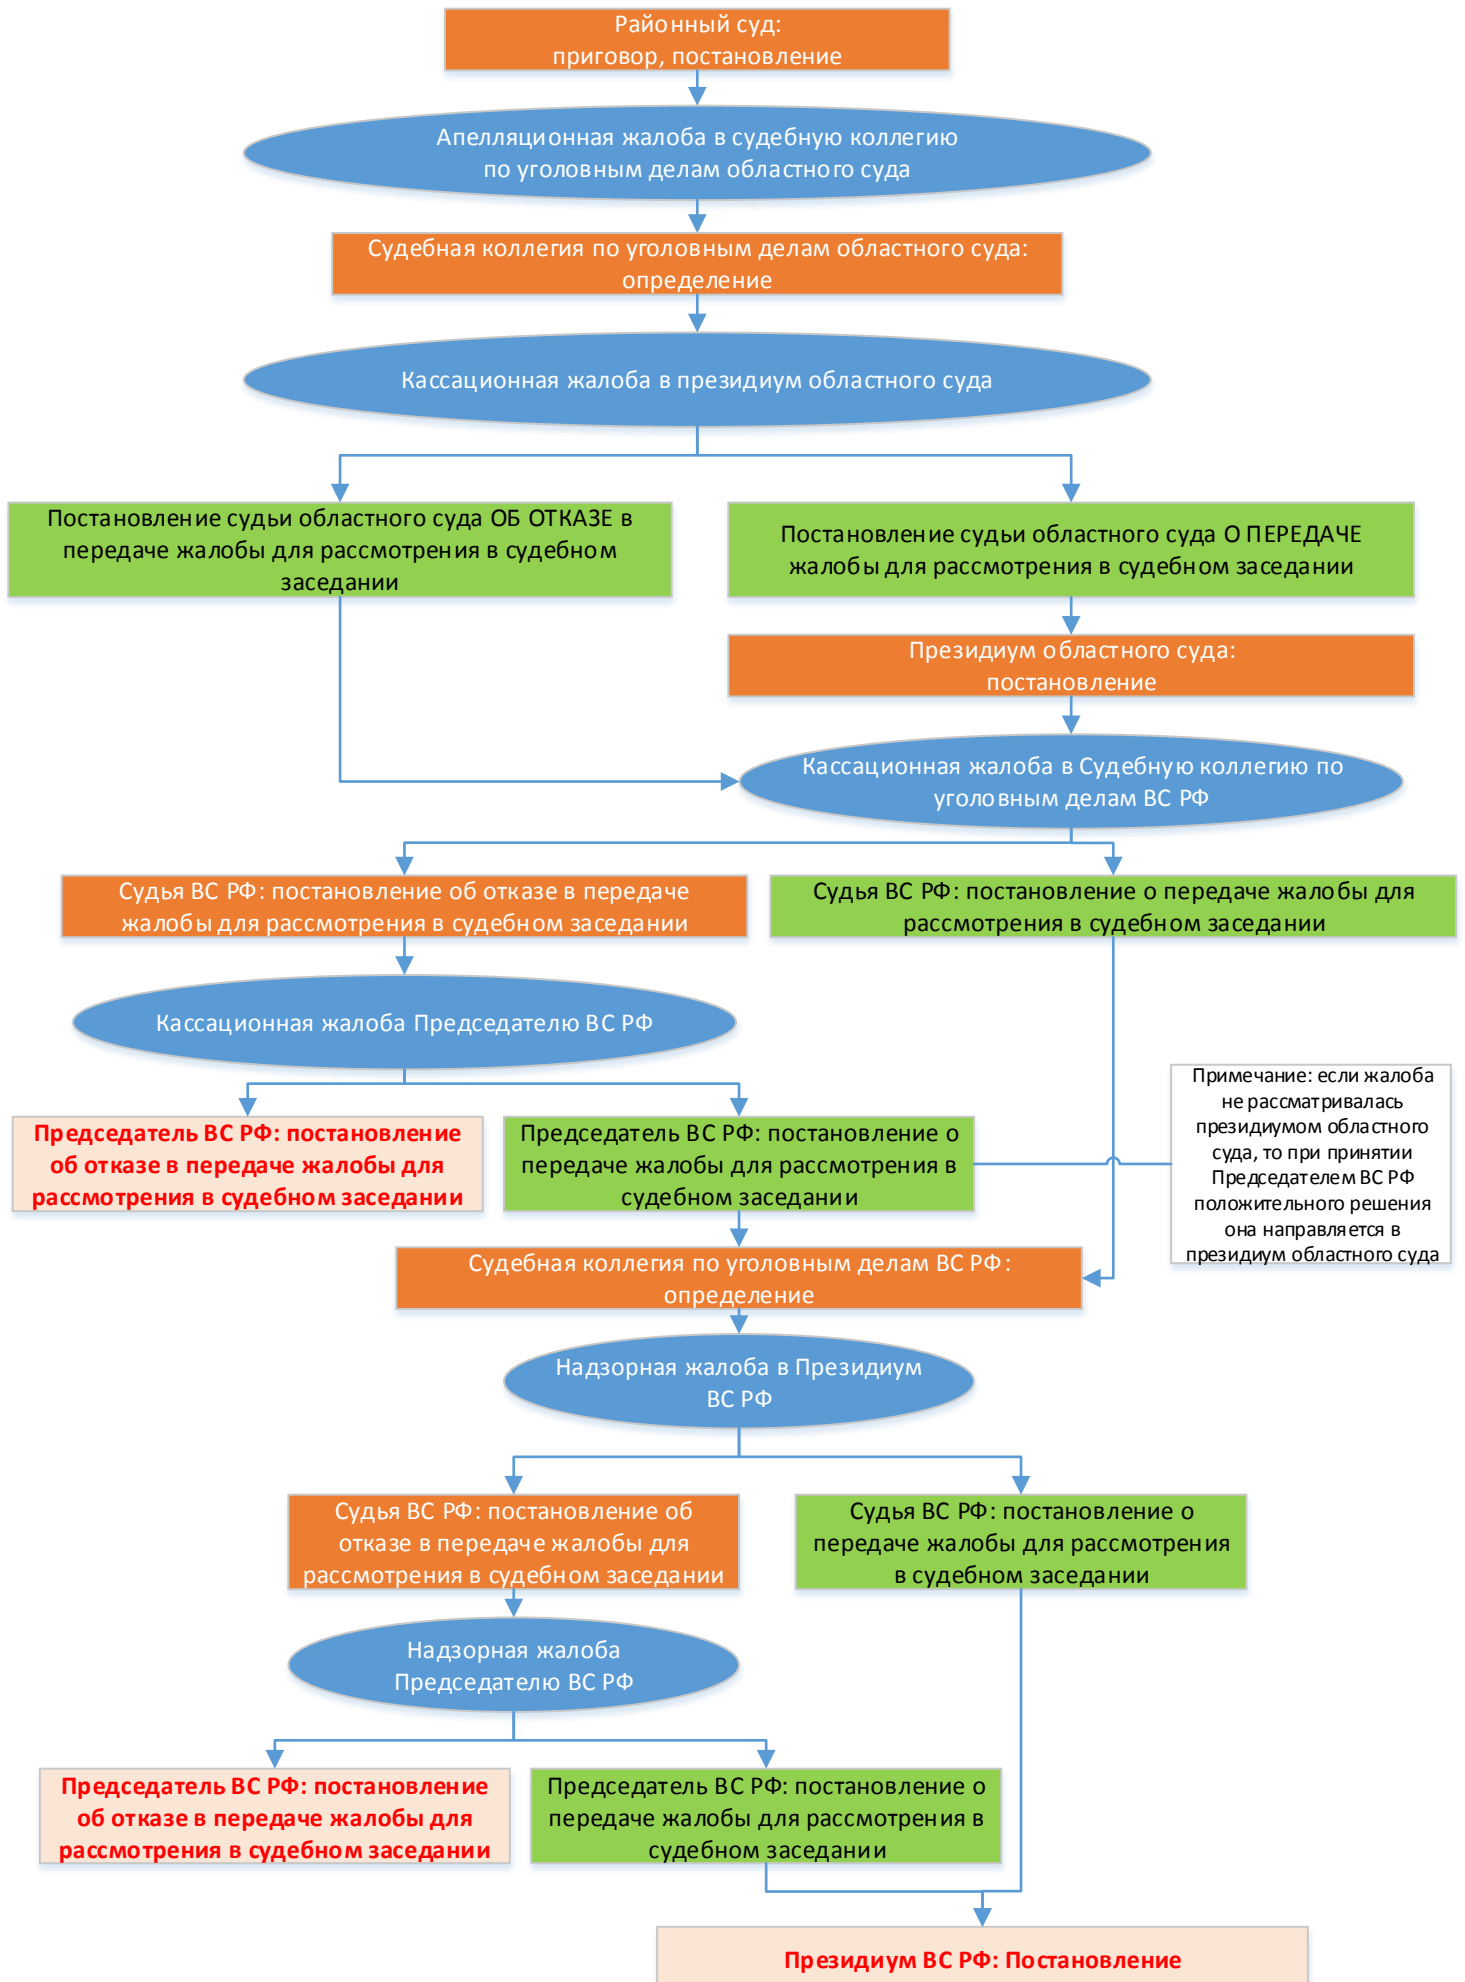 Районный суд:
приговор, постановление
Апелляционная жалоба в судебную коллегию
по уголовным делам областного суда
Судебная коллегия по уголовным делам областного суда:
определение
Кассационная жалоба в президиум областного суда
Постановление судьи областного суда ОБ ОТКАЗЕ в
передаче жалобы для рассмотрения в судебном
заседании
Постановление судьи областного суда О ПЕРЕДАЧЕ
жалобы для рассмотрения в судебном заседании
Президиум областного суда:
постановление
Кассационная жалоба в Судебную коллегию по
уголовным делам ВС РФ
Судья ВС РФ: постановление об отказе в передаче
жалобы для рассмотрения в судебном заседании
Судья ВС РФ: постановление о передаче жалобы для
рассмотрения в судебном заседании
Кассационная жалоба Председателю ВС РФ
Председатель ВС РФ: постановление
об отказе в передаче жалобы для
рассмотрения в судебном заседании
Председатель ВС РФ: постановление о
передаче жалобы для рассмотрения в
судебном заседании
Примечание: если жалоба
не рассматривалась
президиумом областного
суда, то при принятии
Председателем ВС РФ
положительного решения
она направляется в
президиум областного суда
Судебная коллегия по уголовным делам ВС РФ:
определение
Надзорная жалоба в Президиум
ВС РФ
Судья ВС РФ: постановление об
отказе в передаче жалобы для
рассмотрения в судебном заседании
Судья ВС РФ: постановление о
передаче жалобы для рассмотрения
в судебном заседании
Надзорная жалоба
Председателю ВС РФ
Председатель ВС РФ: постановление
об отказе в передаче жалобы для
рассмотрения в судебном заседании
Председатель ВС РФ: постановление о
передаче жалобы для рассмотрения в
судебном заседании
Президиум ВС РФ: Постановление